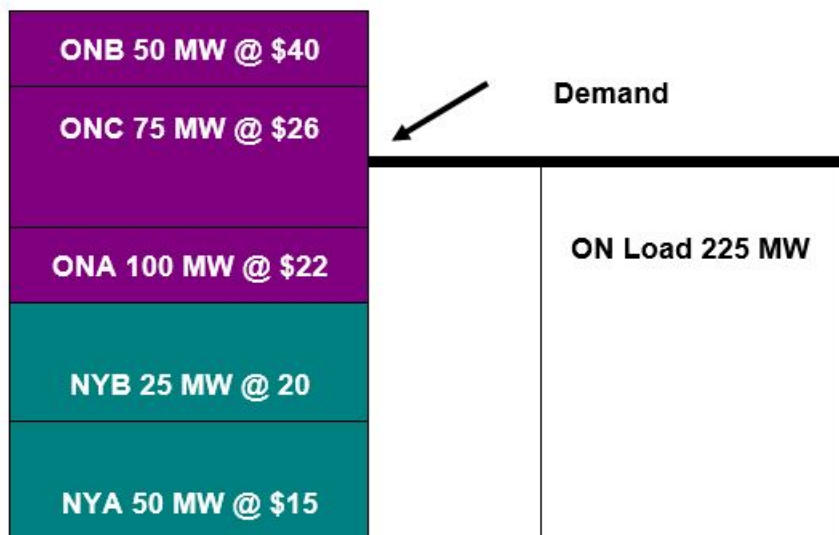 ONB 50 MW @ $40
Demand
ONC 75 MW @ $26
ON Load 225 MW
ONA 100 MW @ $22
NYB 25 MW @ 20
NYA 50 MW @ $15